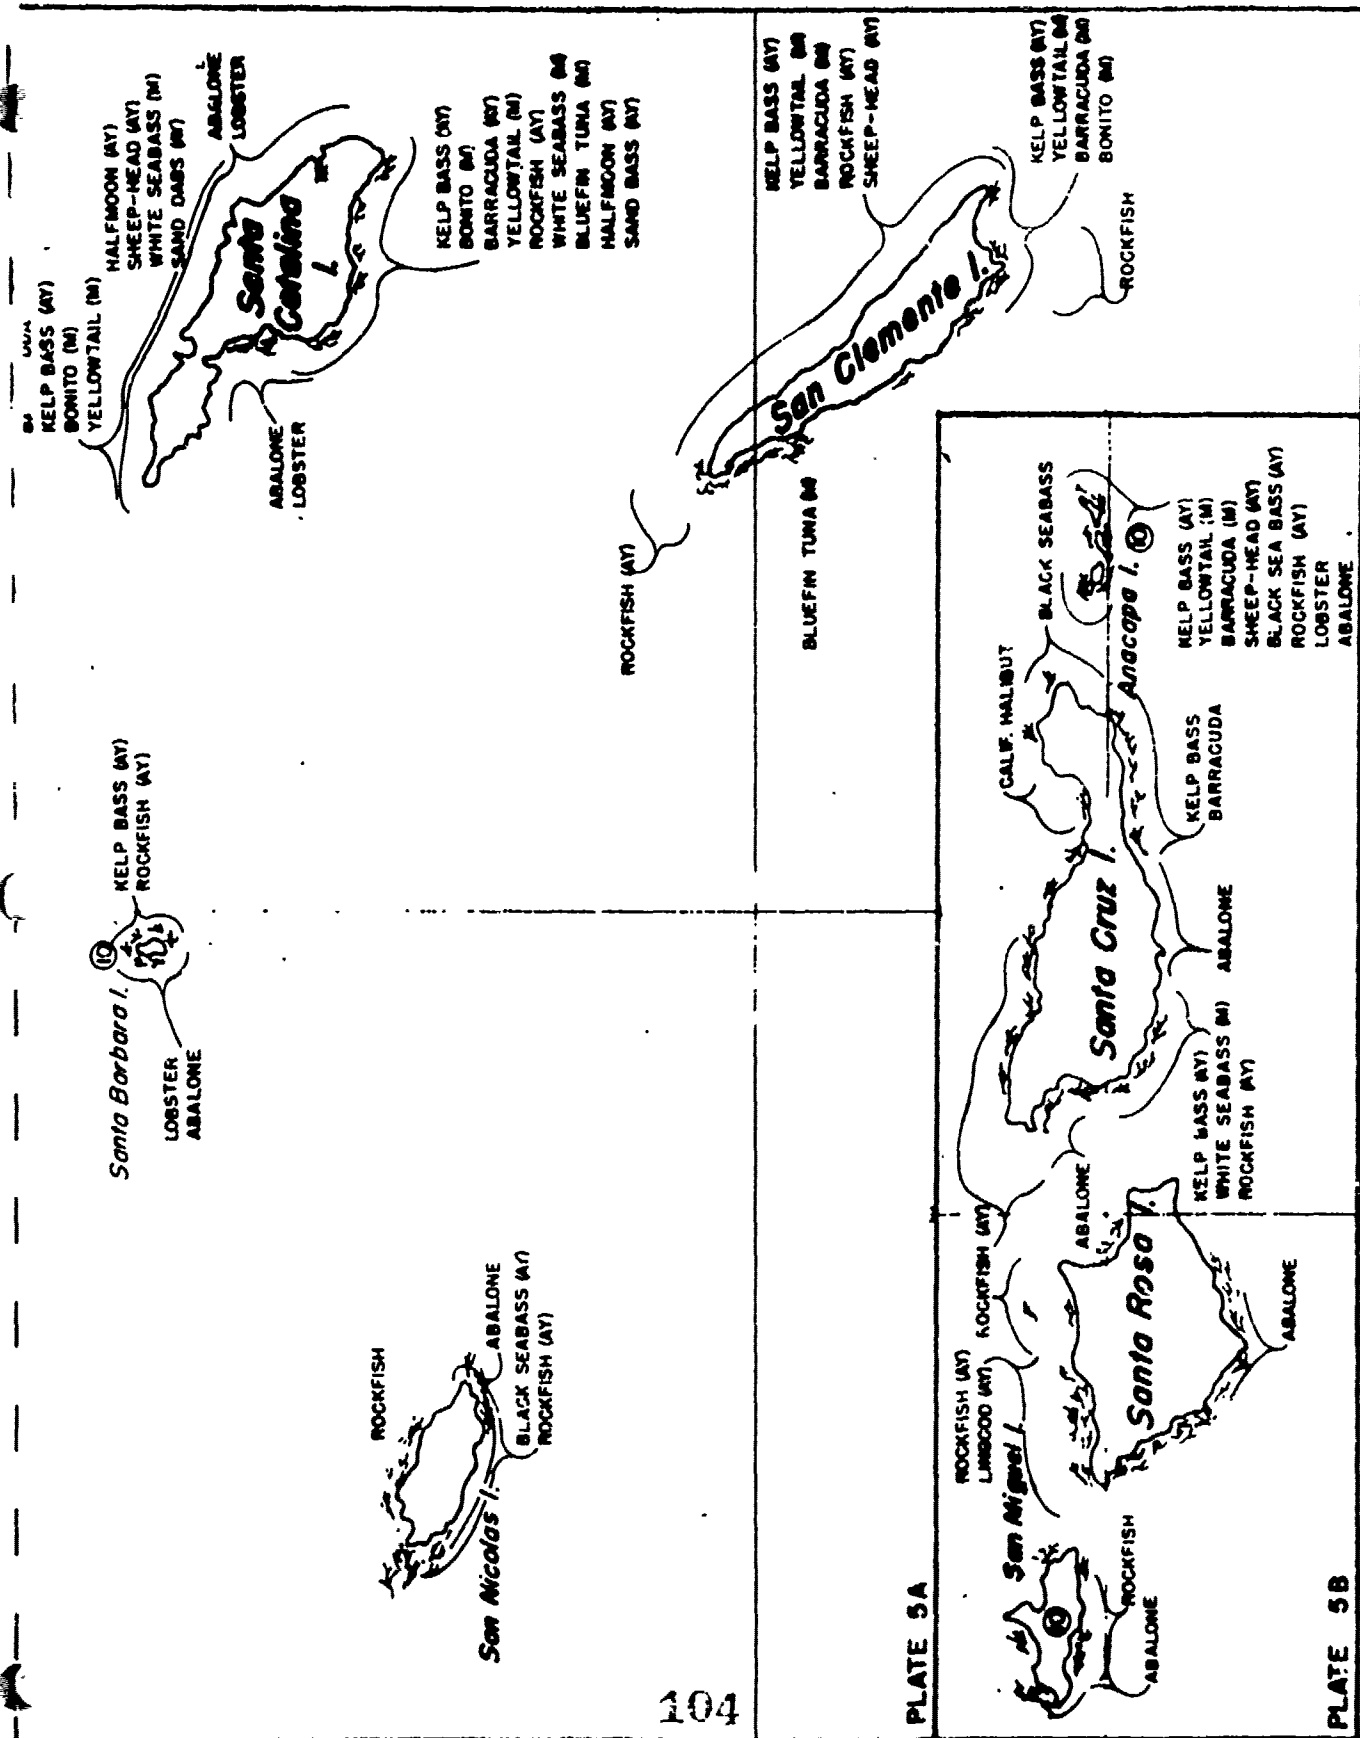 KELP BASS (AY)
BONITO (M)
YELLOWTAIL (M)
HALFMOON (AY)
SHEEP-HEAD (AY)
WHITE SEABASS (M)
SAND DABS (AY)
ABALONE
LOBSTER
Santa
Catalina
I.
ABALONE
LOBSTER
KELP BASS (AY)
BONITO (M)
BARRACUDA (AY)
YELLOWTAIL (M)
ROCKFISH (AY)
WHITE SEABASS (M)
BLUEFIN TUNA (M)
HALFMOON (AY)
SAND BASS (AY)
KELP BASS (AY)
ROCKFISH (AY)
10
Santa Barbara I.
LOBSTER
ABALONE
ROCKFISH
San Nicolas I.
ABALONE
BLACK SEABASS (AY)
ROCKFISH (AY)
KELP BASS (AY)
YELLOWTAIL (M)
BARRACUDA (M)
ROCKFISH (AY)
SHEEP-HEAD (AY)
ROCKFISH (AY)
San Clemente I.
BLUEFIN TUNA (M)
KELP BASS (AY)
YELLOWTAIL (M)
BARRACUDA (M)
BONITO (M)
ROCKFISH
104
PLATE 5A
ROCKFISH (AY)
LINGCOD (AY)
San Miguel I.
10
ROCKFISH
ABALONE
ROCKFISH (AY)
ROCKFISH (AY)
ABALONE
Santa Rosa I.
ABALONE
Santa Cruz I.
KELP BASS (AY)
WHITE SEABASS (M)
ROCKFISH (AY)
ABALONE
KELP BASS
BARRACUDA
CALIF. HALIBUT
BLACK SEABASS
Anacapa I.
10
KELP BASS (AY)
YELLOWTAIL (M)
BARRACUDA (M)
SHEEP-HEAD (AY)
BLACK SEA BASS (AY)
ROCKFISH (AY)
LOBSTER
ABALONE
PLATE 5B